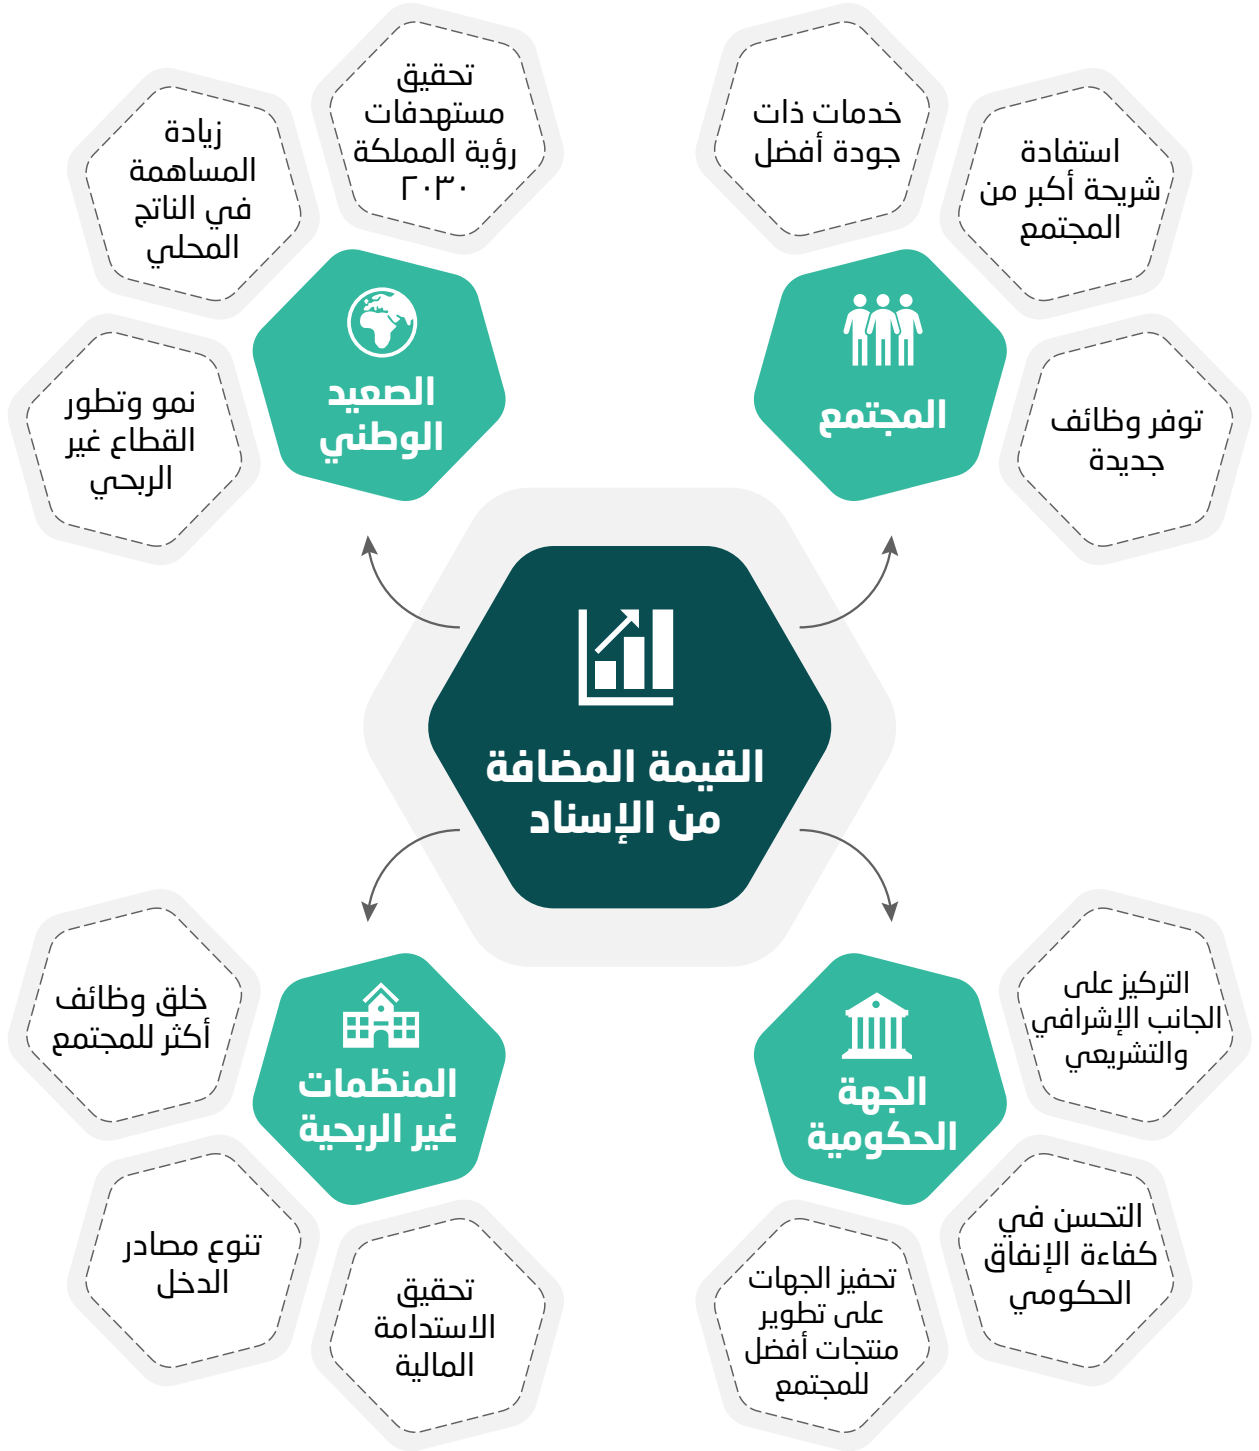 القيمة المضافة
من الإسناد
المجتمع
خدمات ذات
جودة أفضل
استفادة
شريحة أكبر من
المجتمع
توفر وظائف
جديدة
الصعيد
الوطني
تحقيق
مستهدفات
رؤية المملكة
٢٠٣٠
زيادة
المساهمة
في الناتج
المحلي
نمو وتطور
القطاع غير
الربحي
الجهة
الحكومية
التركيز على
الجانب الإشرافي
والتشريعي
التحسن في
كفاءة الإنفاق
الحكومي
تحفيز الجهات
على تطوير
منتجات أفضل
للمجتمع
المنظمات
غير الربحية
خلق وظائف
أكثر للمجتمع
تنوع مصادر
الدخل
تحقيق
الاستدامة
المالية